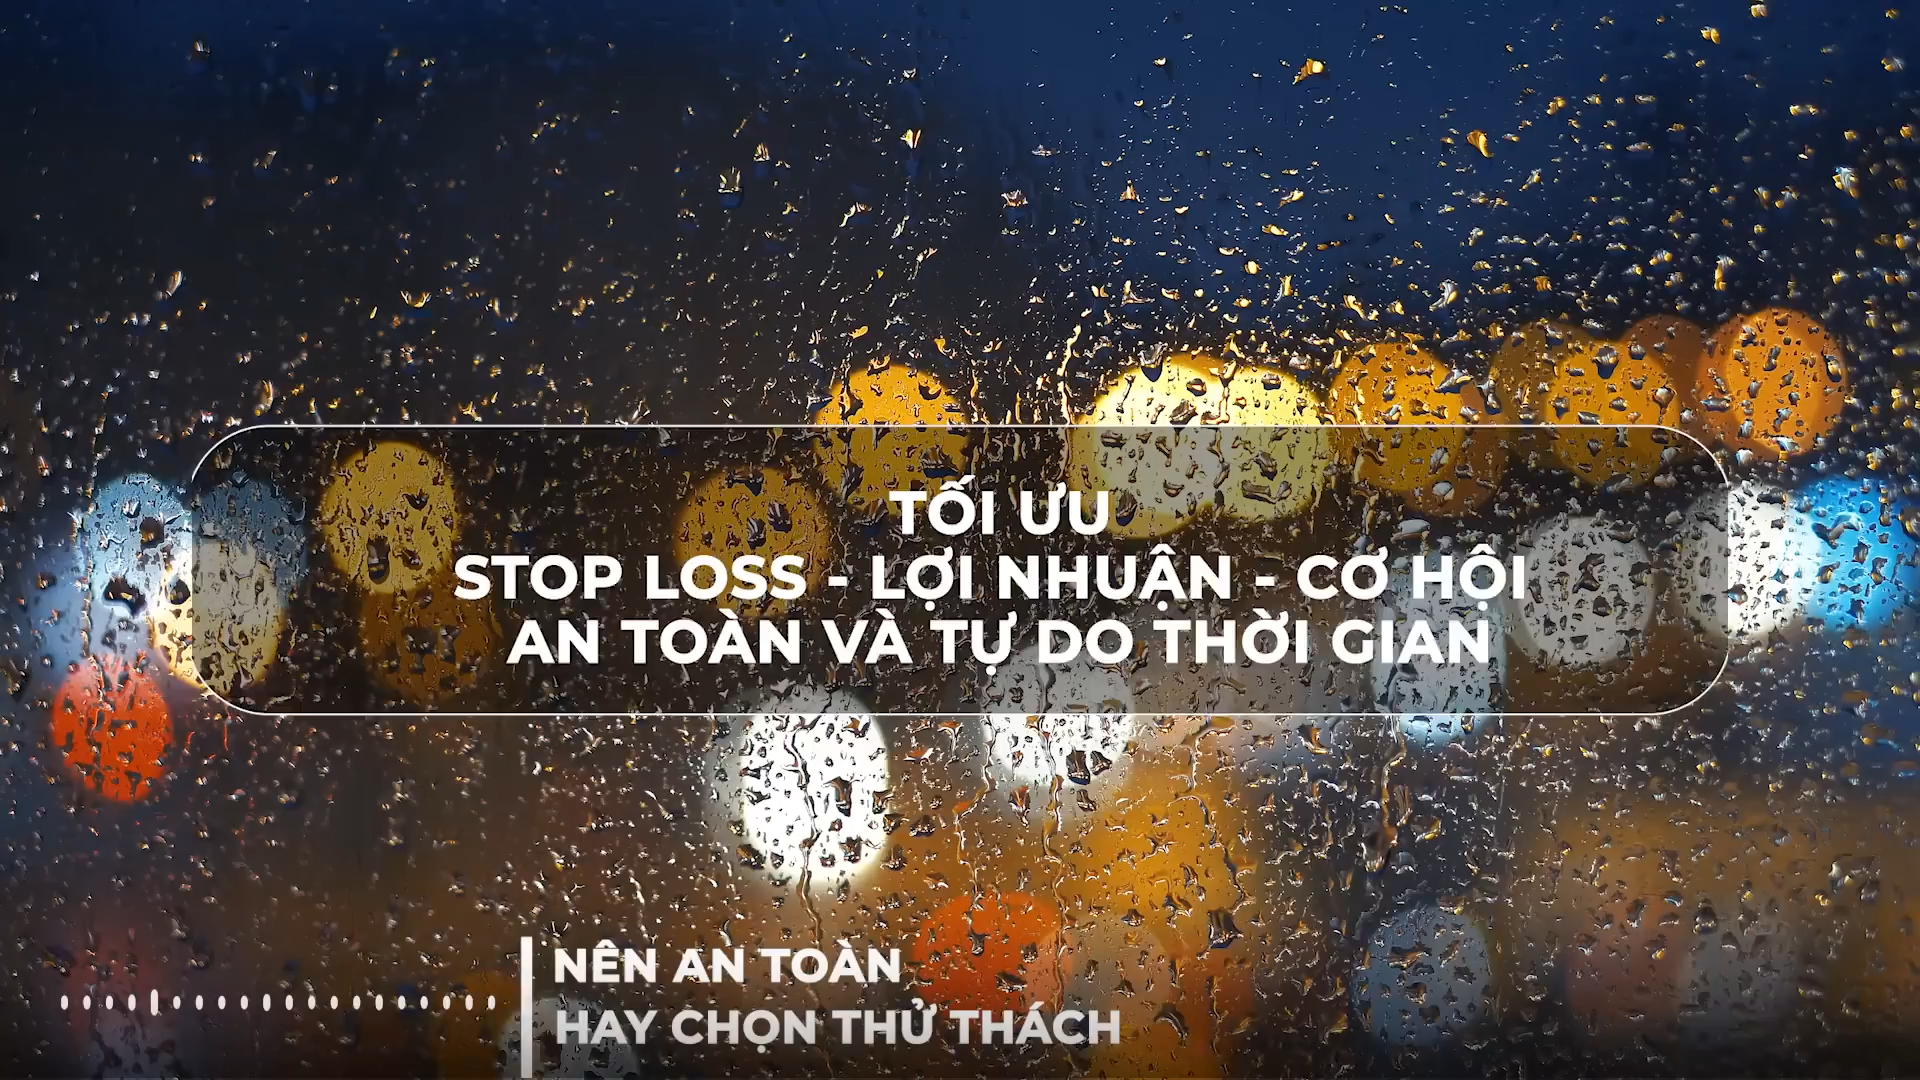 TỐI ƯU
STOP LOSS - LỢI NHUẬN - CƠ HỘI
AN TOÀN VÀ TỰ DO THỜI GIAN
NÊN AN TOÀN
HAY CHỌN THỬ THÁCH